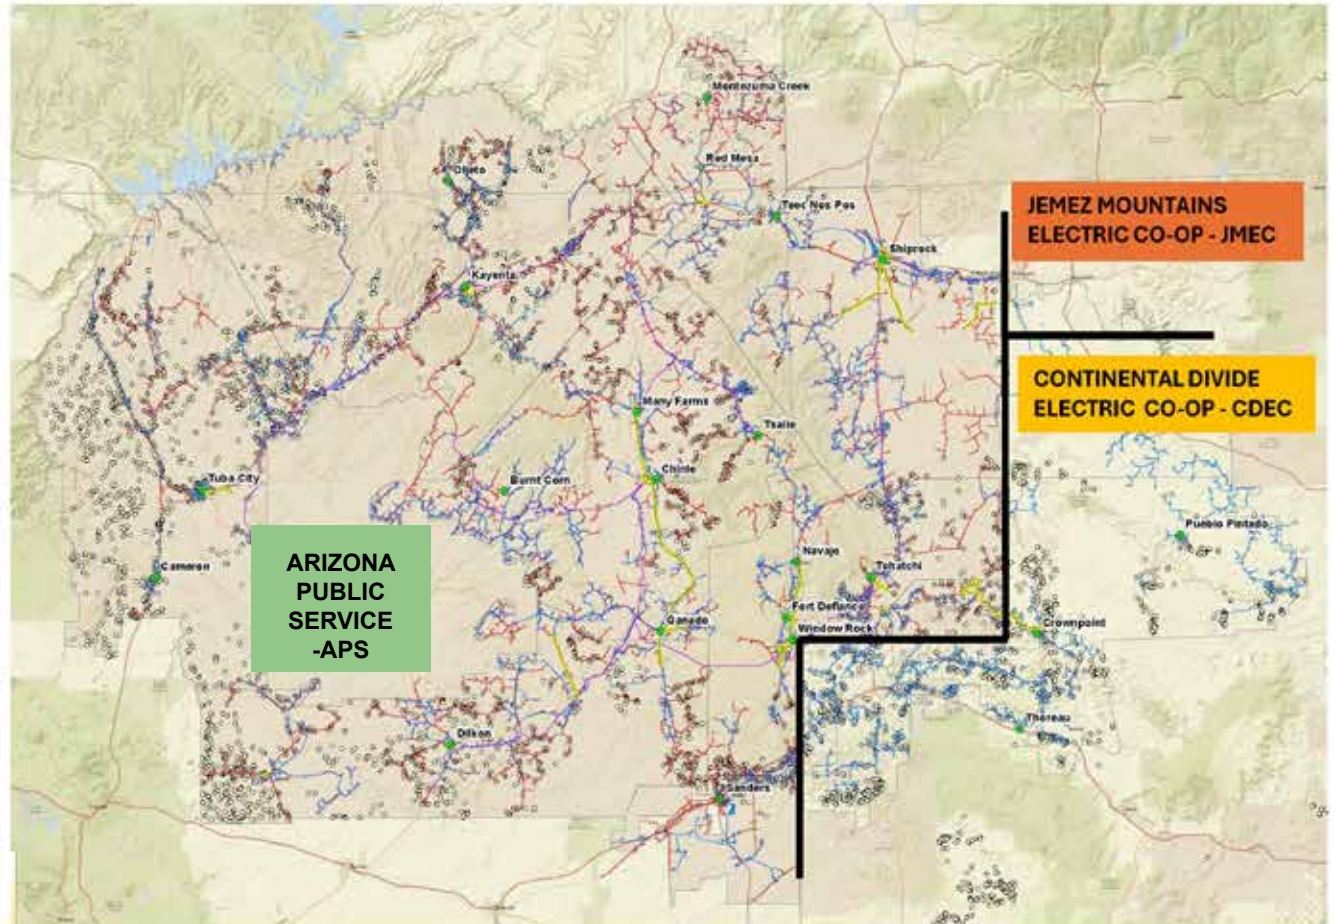 Montezuma Creek
Oljato
Red Mesa
Teec Nos Pos
JEMEZ MOUNTAINS
ELECTRIC CO-OP - JMEC
Shiprock
Kayenta
CONTINENTAL DIVIDE
ELECTRIC CO-OP - CDEC
Many Farms
Tsaile
Chinle
Tuba City
Burnt Corn
Pueblo Pintado
ARIZONA
PUBLIC
SERVICE
-APS
Navajo
Tohatchi
Cameron
Fort Defiance
Ganado
Window Rock
Crownpoint
Thoreau
Dilkon
Sanders